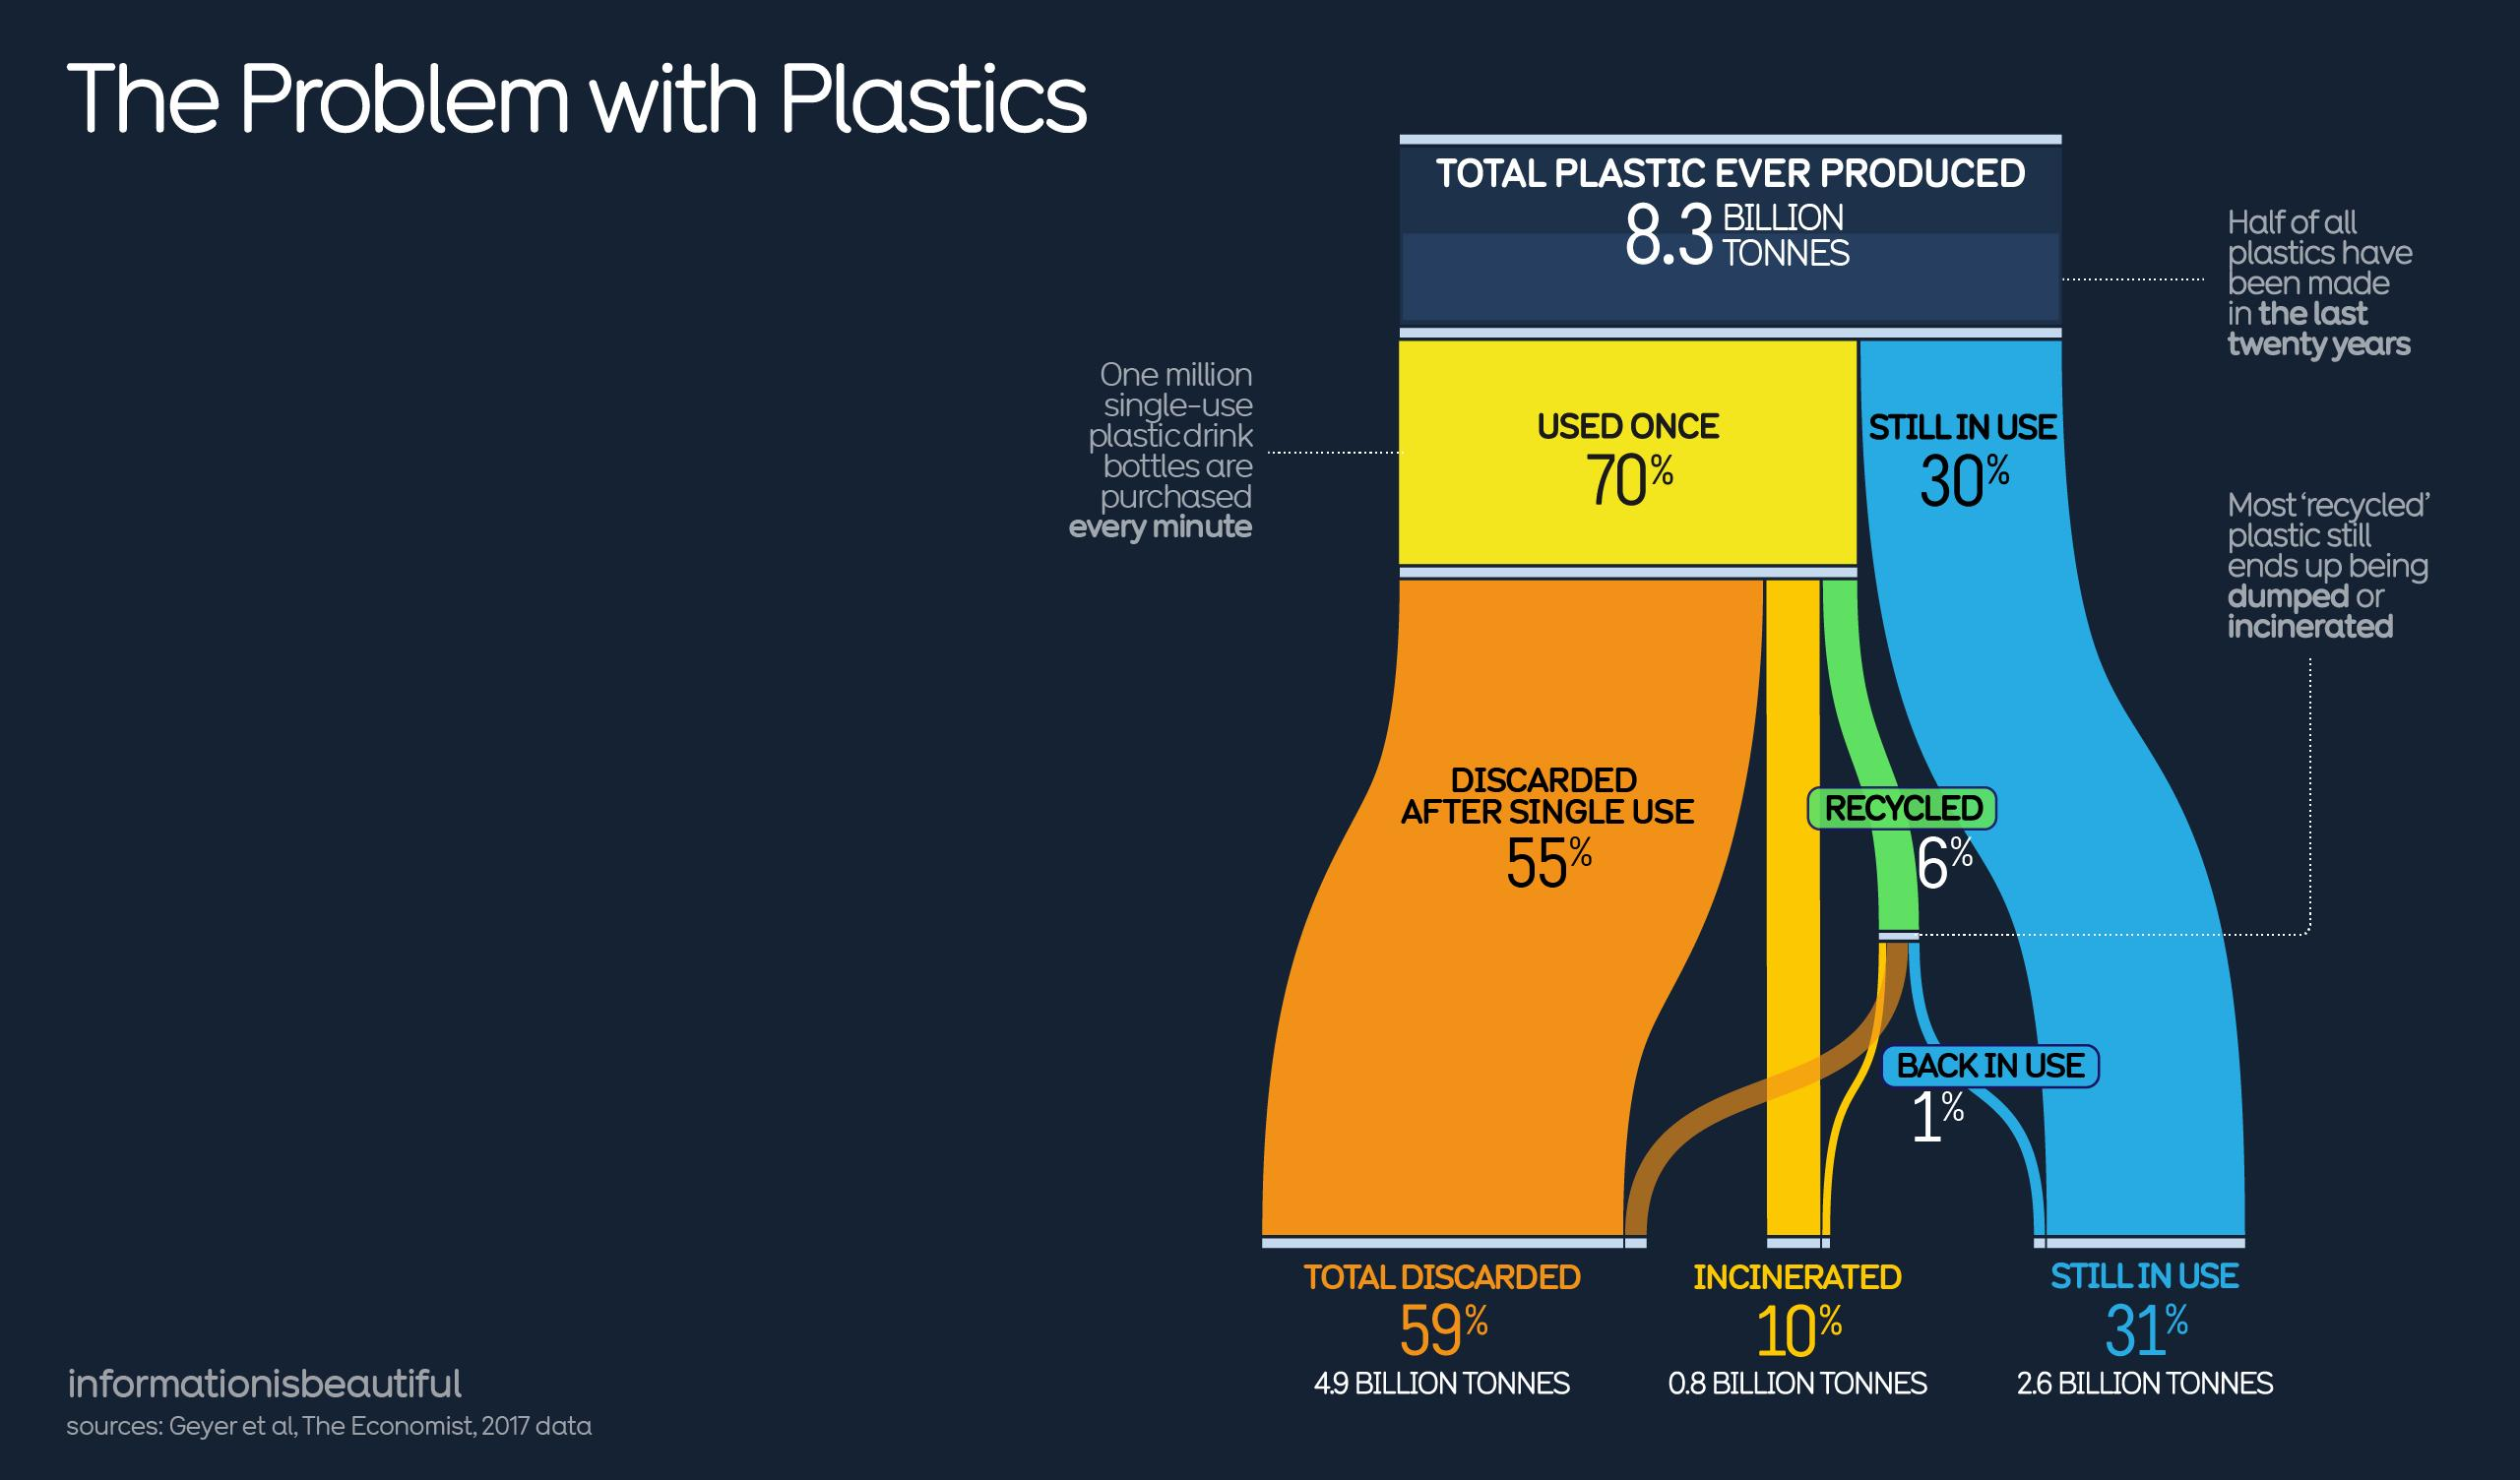 The Problem with Plastics
TOTAL PLASTIC EVER PRODUCED
8.3 BILLION
TONNES
Half of all
plastics have
been made
in the last
twenty years
One million
single-use
plastic drink
bottles are
purchased
every minute
USED ONCE
70%
STILL IN USE
30%
Most ‘recycled’
plastic still
ends up being
dumped or
incinerated
DISCARDED
AFTER SINGLE USE
55%
RECYCLED
6%
BACK IN USE
1%
TOTAL DISCARDED
59%
4.9 BILLION TONNES
INCINERATED
10%
0.8 BILLION TONNES
STILL IN USE
31%
2.6 BILLION TONNES
informationisbeautiful
sources: Geyer et al, The Economist, 2017 data